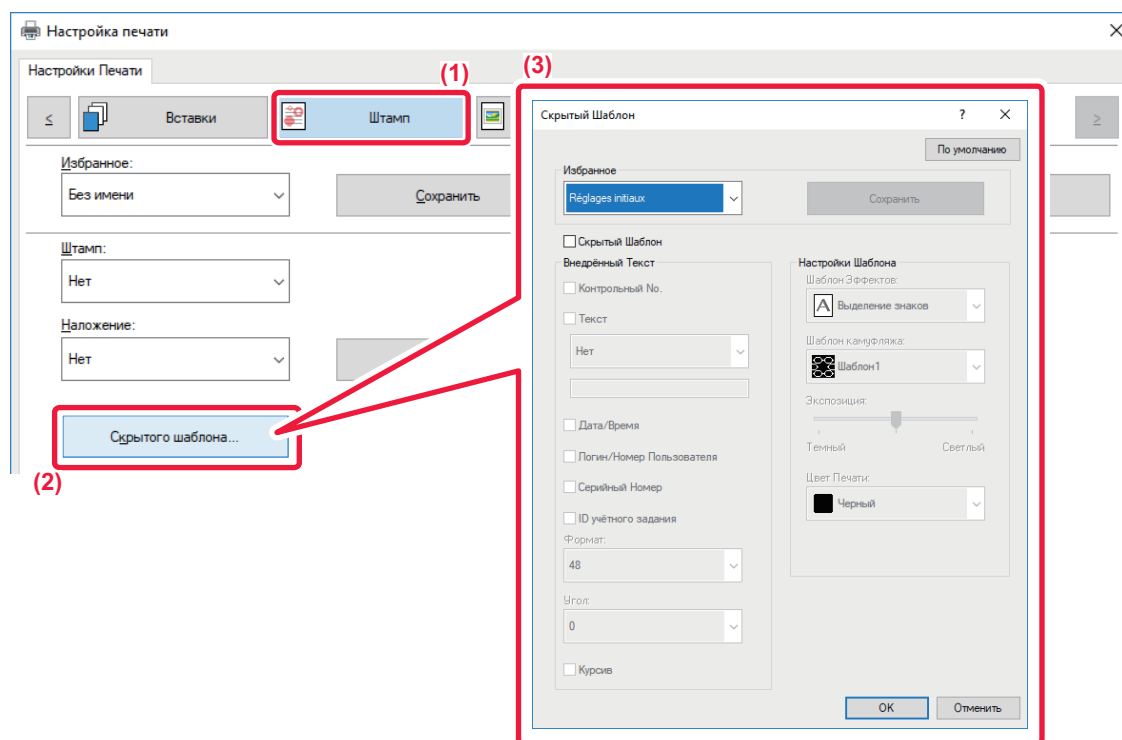 Настройка печати
Настройки Печати
(1)
(3)
<
Вставки
Штамп
>
Избранное:
Без имени
Сохранить
Штамп:
Нет
Наложение:
Нет
Скрытого шаблона...
(2)
Скрытый Шаблон
?
По умолчанию
Избранное
Réglages initiaux
Сохранить
Скрытый Шаблон
Внедрённый Текст
Контрольный No.
Текст
Нет
Дата/Время
Логин/Номер Пользователя
Серийный Номер
ID учётного задания
Формат:
48
Угол:
0
Курсив
Настройки Шаблона
Шаблон Эффектов:
A Выделение знаков
Шаблон камуфляжа:
Шаблон1
Экспозиция:
Темный Светлый
Цвет Печати:
Черный
OK Отменить